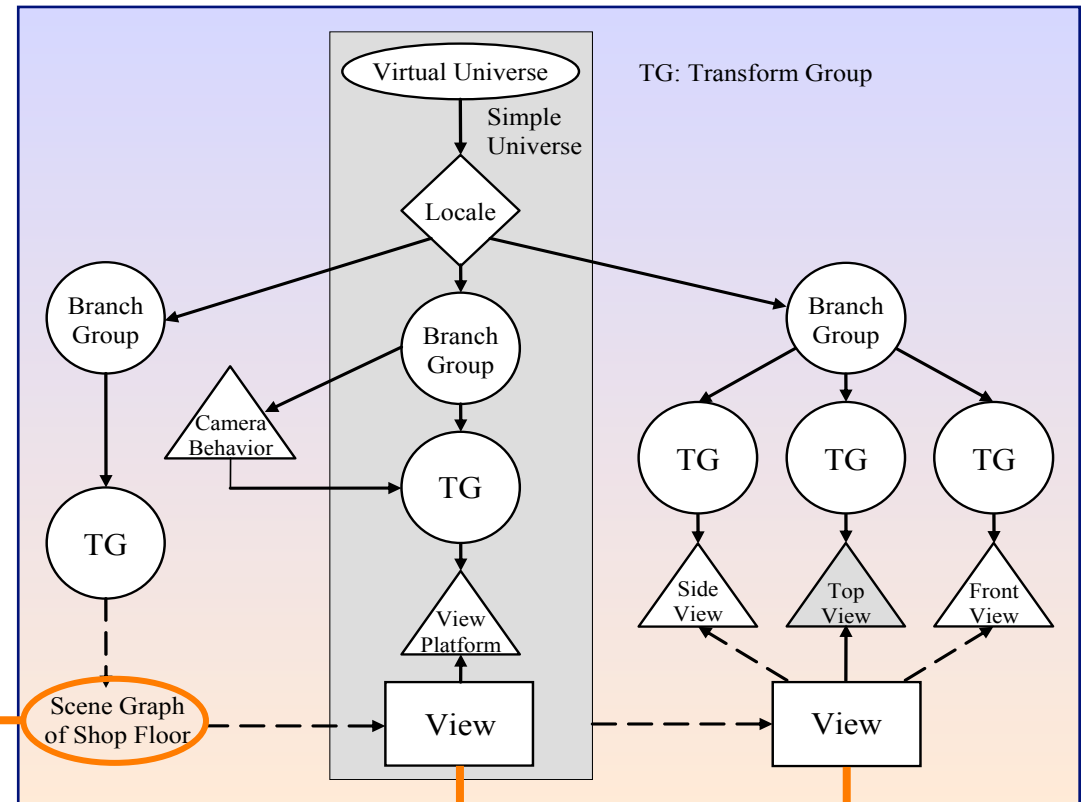 Virtual Universe
TG: Transform Group
Simple
Universe
Locale
Branch
Group
Branch
Group
Branch
Group
Camera
Behavior
TG
TG
TG
TG
TG
Side
View
Top
View
Front
View
View
Platform
Scene Graph
of Shop Floor
View
View